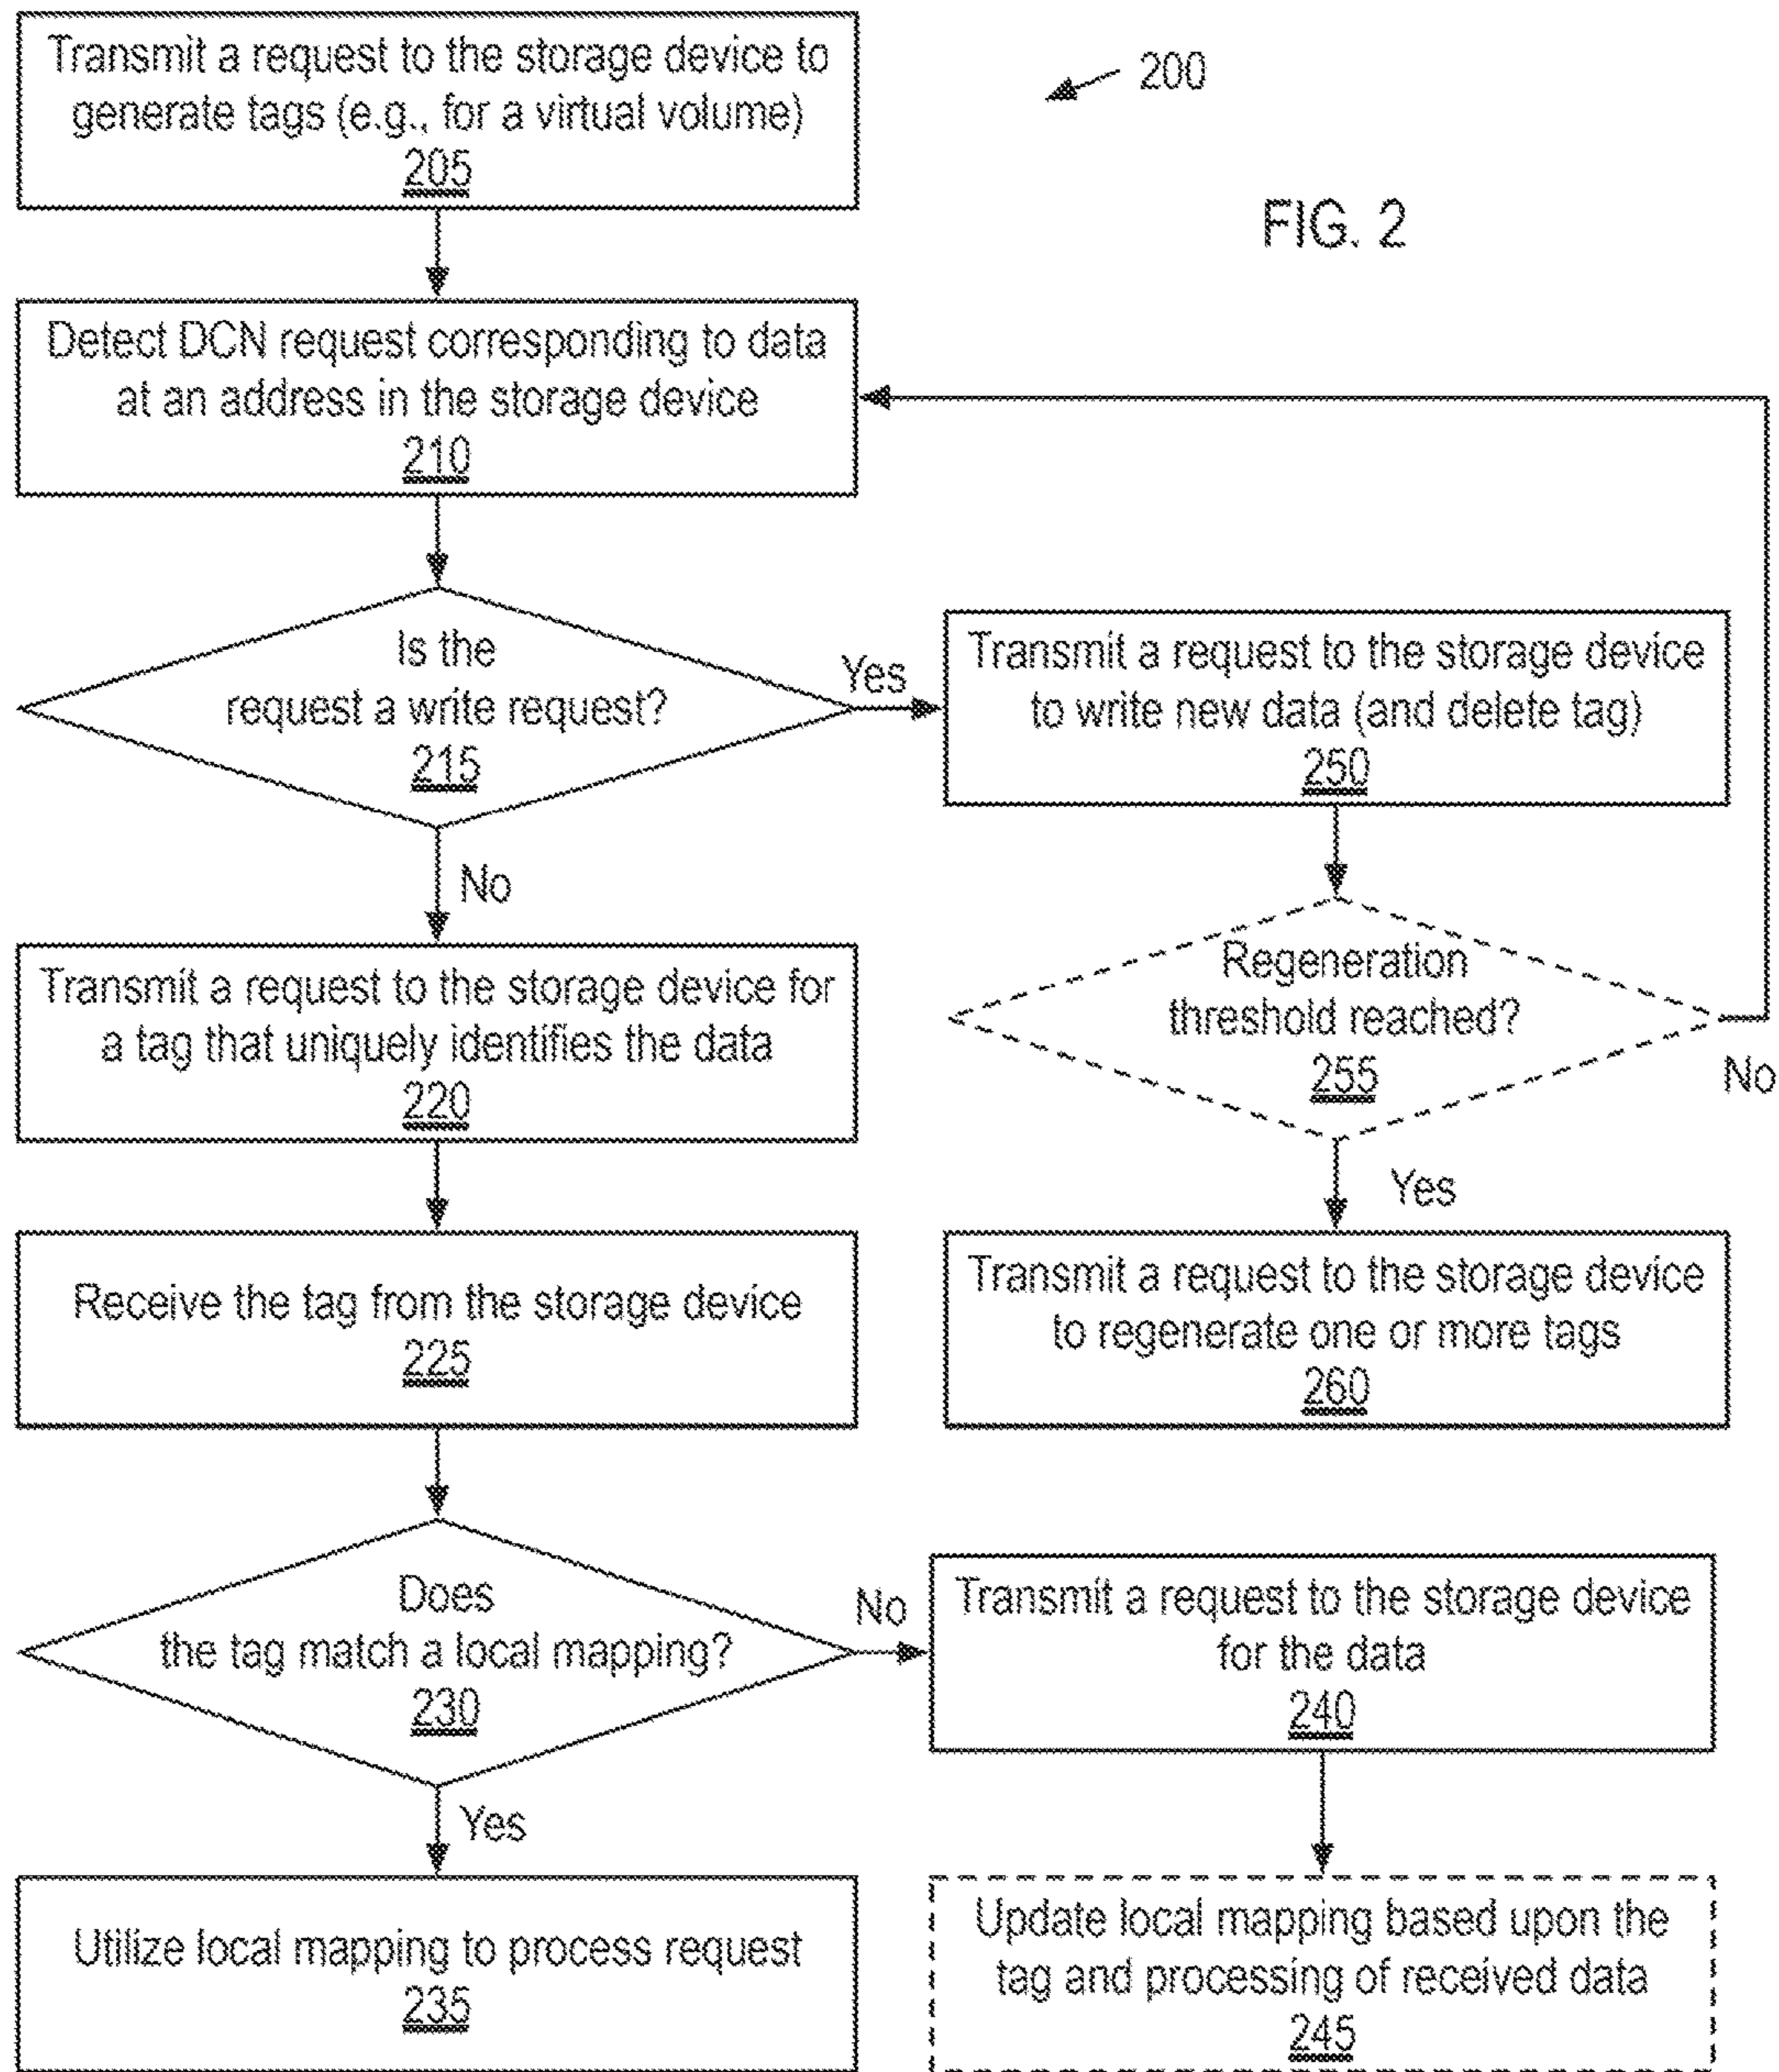 Transmit a request to the storage device to
generate tags (e.g., for a virtual volume)
205
200
FIG. 2
Detect DCN request corresponding to data
at an address in the storage device
210
Is the
request a write request?
215
Yes
Transmit a request to the storage device
to write new data (and delete tag)
250
No
Regeneration
threshold reached?
255
No
Yes
Transmit a request to the storage device for
a tag that uniquely identifies the data
220
Receive the tag from the storage device
225
Transmit a request to the storage device
to regenerate one or more tags
260
Does
the tag match a local mapping?
230
No
Transmit a request to the storage device
for the data
240
Yes
Utilize local mapping to process request
235
Update local mapping based upon the
tag and processing of received data
245